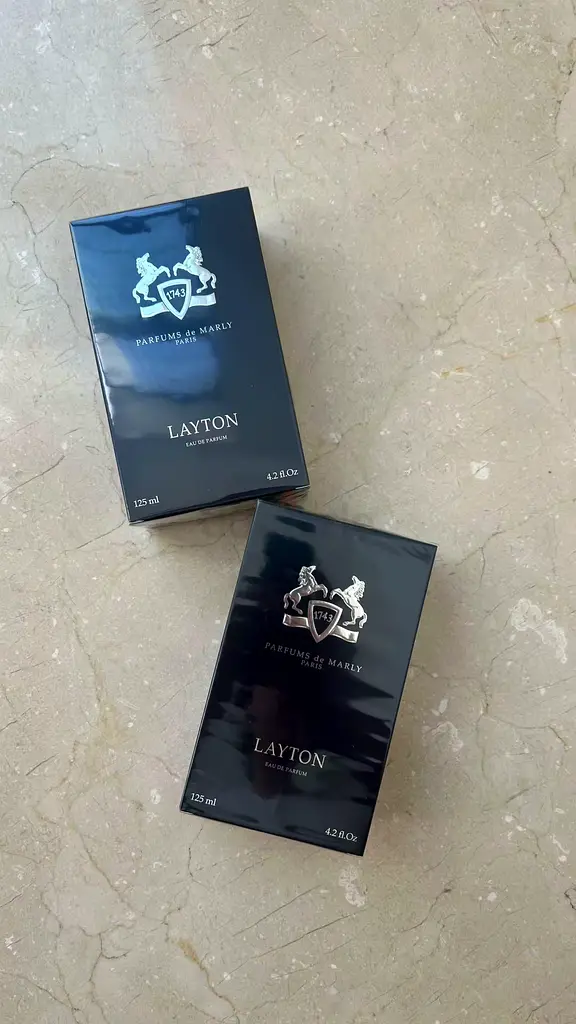 1743
PARFUMS de MARLY
PARIS
LAYTON
EAU DE PARFUM
125 ml
4.2 fl.Oz
1743
PARFUMS de MARLY
PARIS
LAYTON
EAU DE PARFUM
125 ml
4.2 fl.Oz